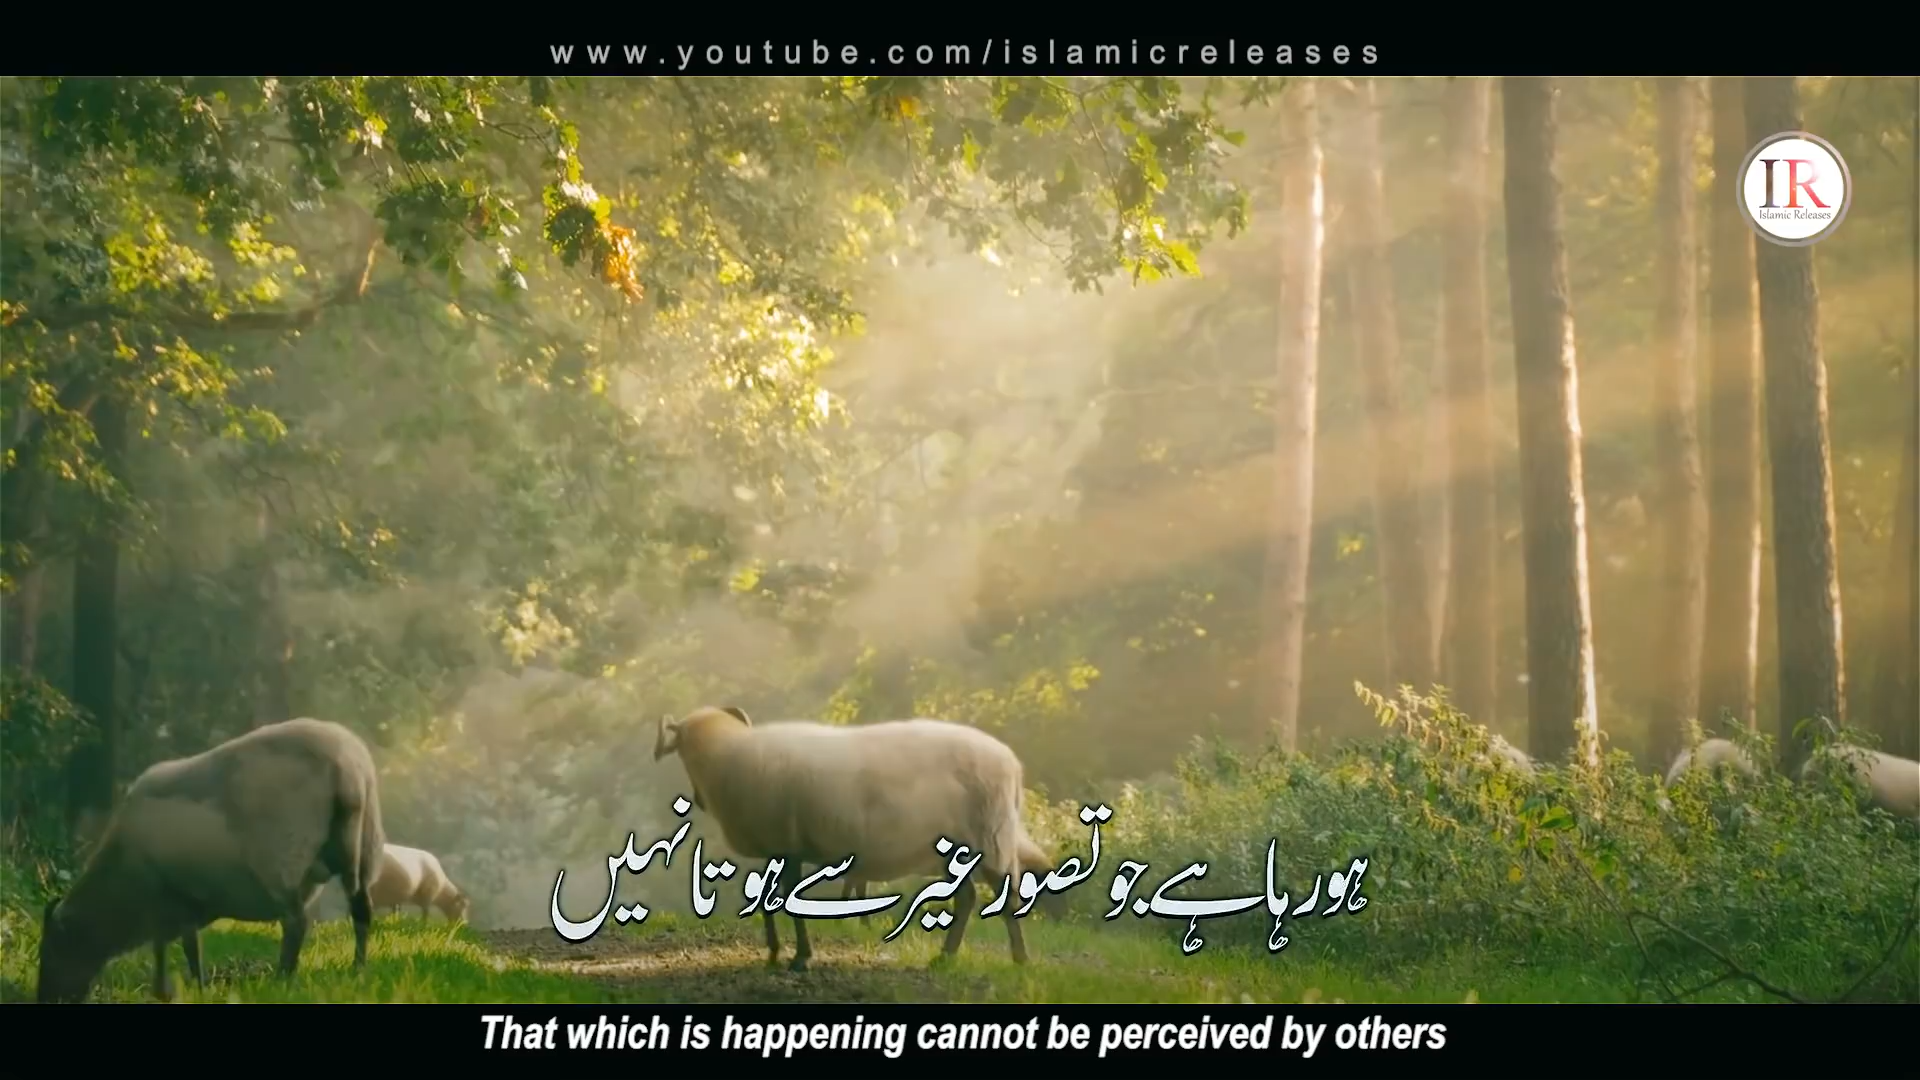 www.youtube.com/islamicreleases
IR
Islamic Releases
ہو رہا ہے جو تصور غیر سے ہوتا نہیں
That which is happening cannot be perceived by others